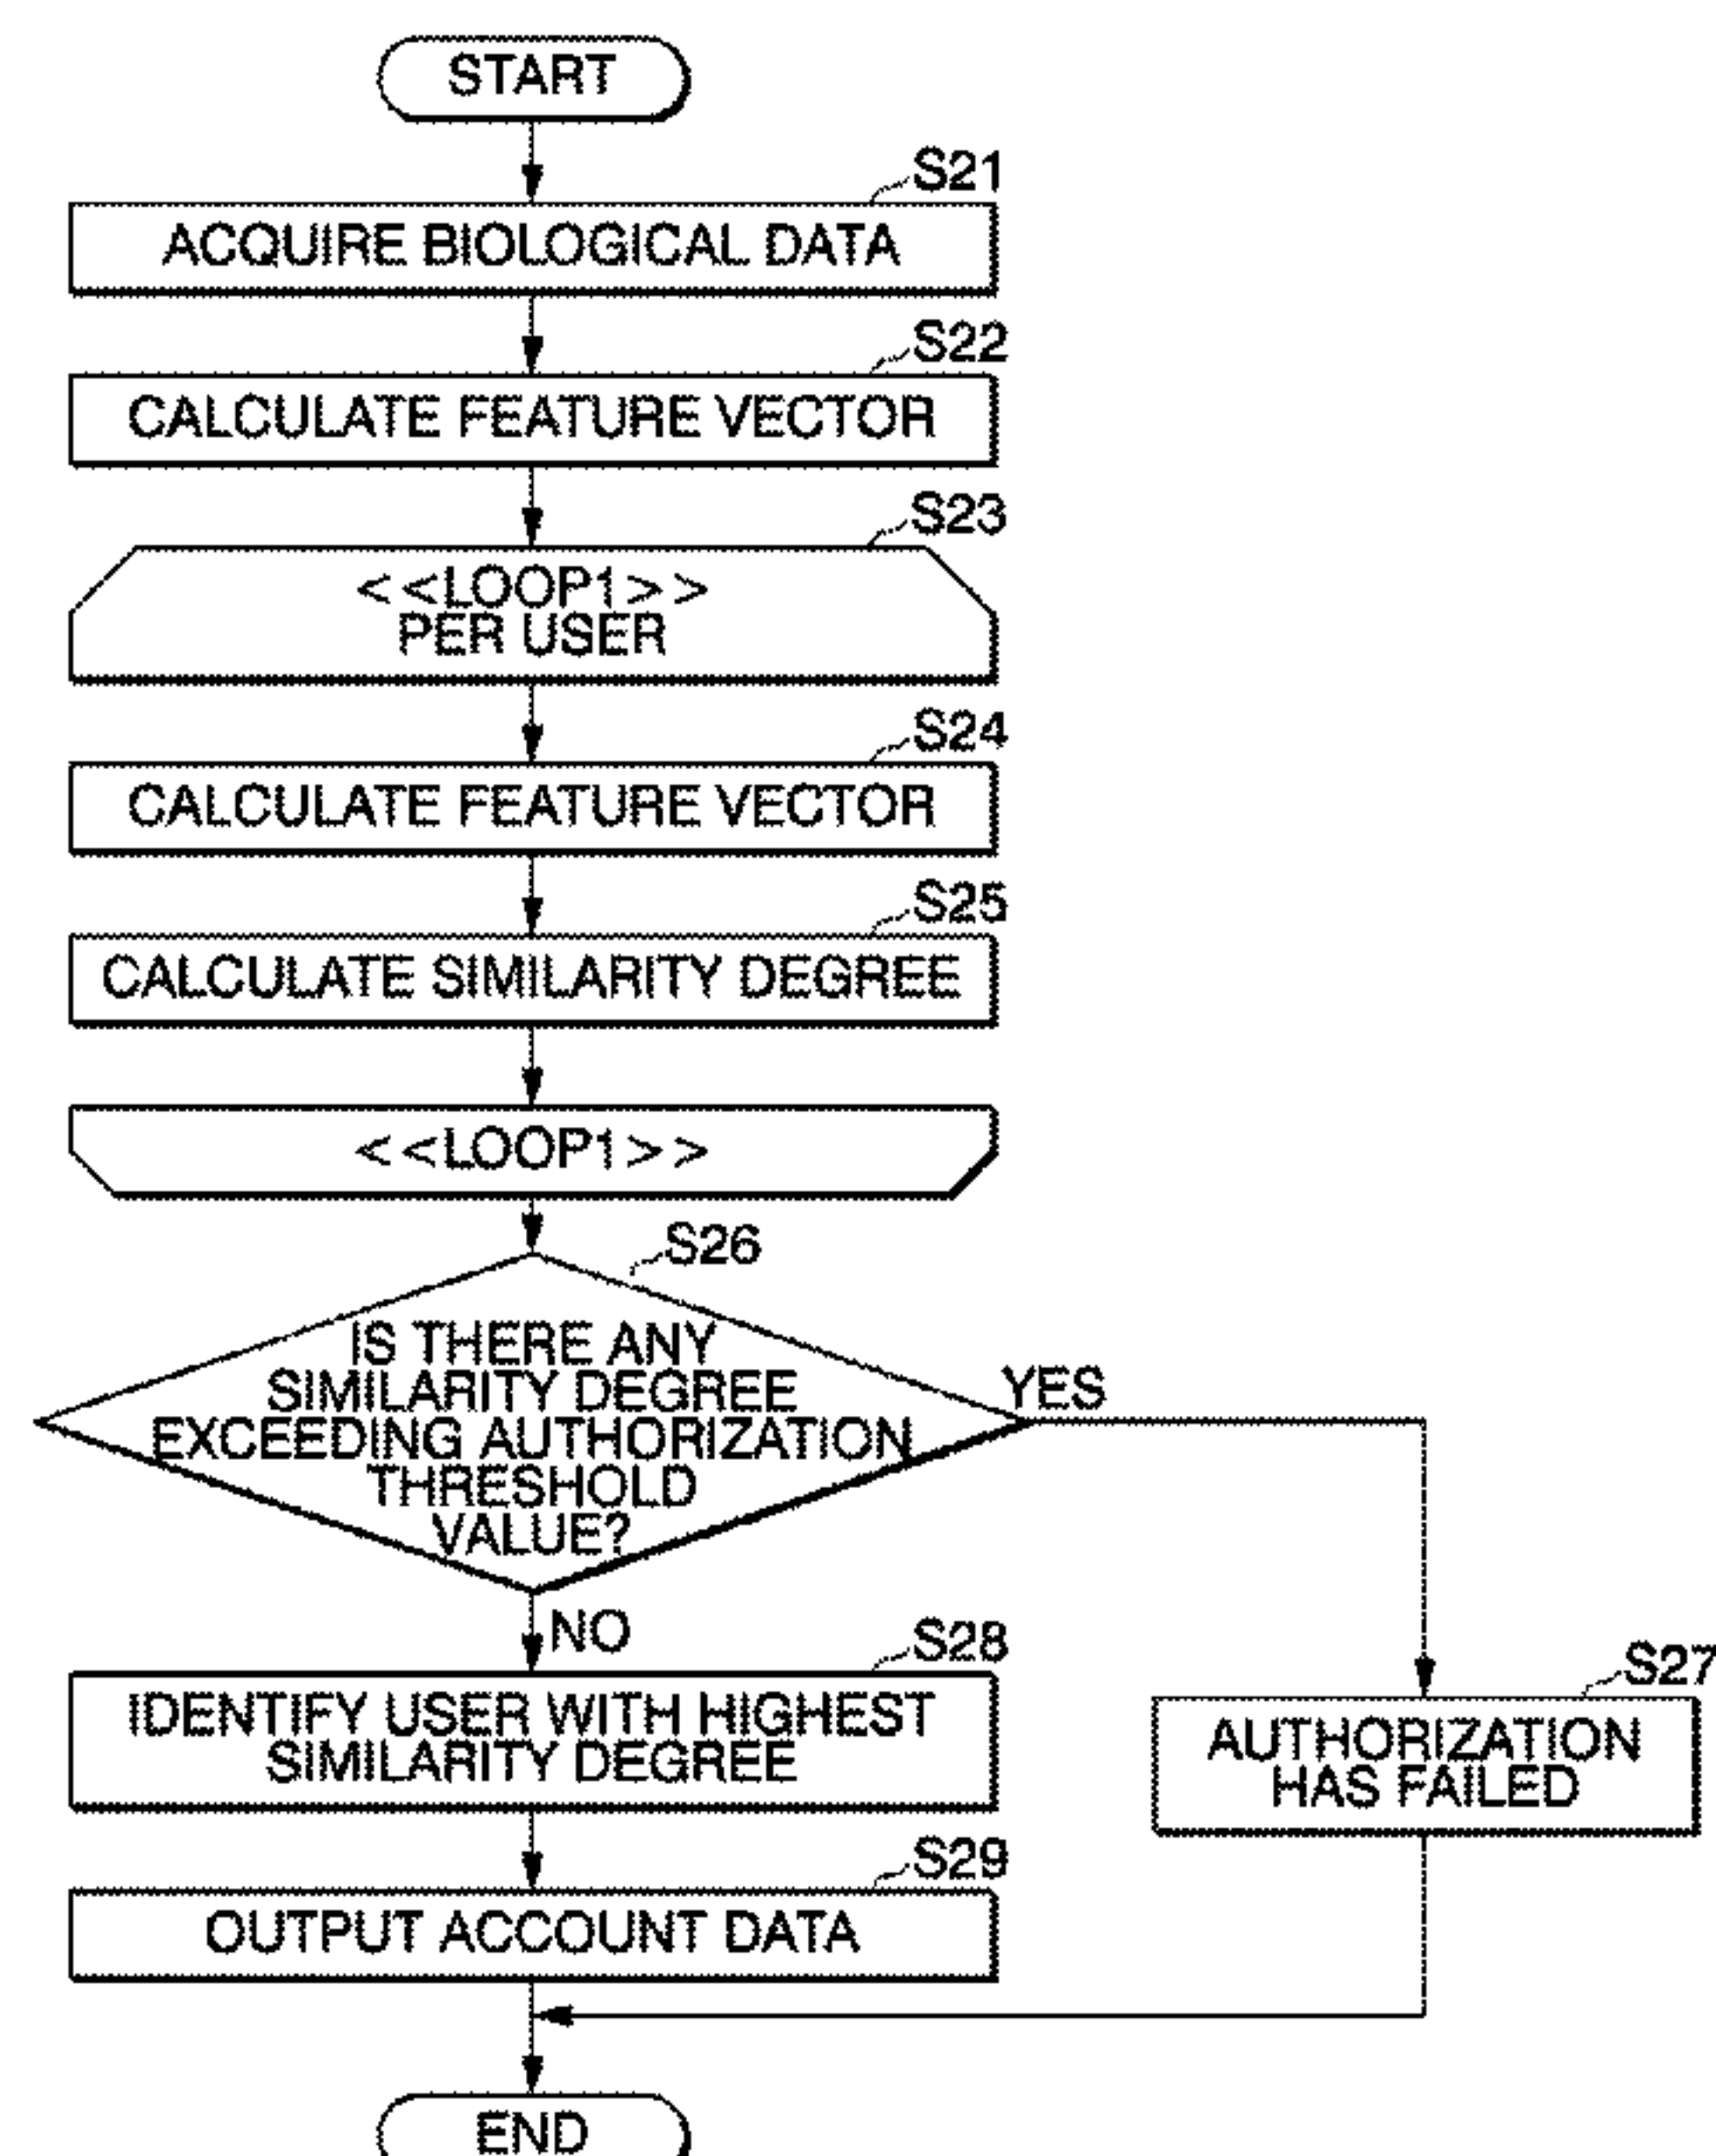 START
S21
ACQUIRE BIOLOGICAL DATA
S22
CALCULATE FEATURE VECTOR
S23
<<LOOP1>>
PER USER
S24
CALCULATE FEATURE VECTOR
S25
CALCULATE SIMILARITY DEGREE
<<LOOP1>>
S26
IS THERE ANY
SIMILARITY DEGREE
EXCEEDING AUTHORIZATION
THRESHOLD
VALUE?
YES
NO
S28
IDENTIFY USER WITH HIGHEST
SIMILARITY DEGREE
S27
AUTHORIZATION
HAS FAILED
S29
OUTPUT ACCOUNT DATA
END